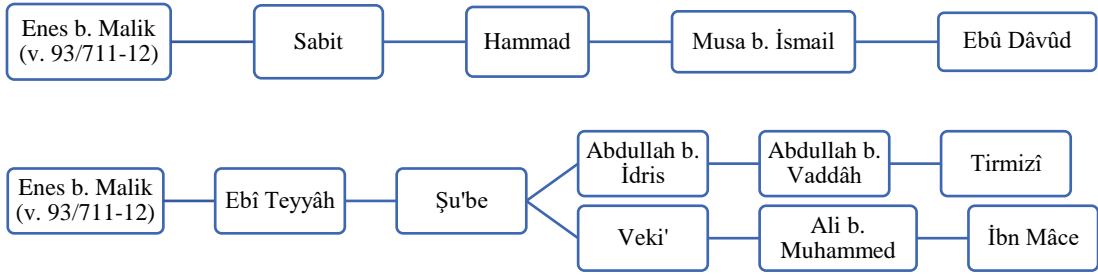 Enes b. Malik
(v. 93/711-12)
Sabit
Hammad
Musa b. İsmail
Ebû Dâvûd
Enes b. Malik
(v. 93/711-12)
Ebî Teyyâh
Şu'be
Abdullah b.
İdris
Abdullah b.
Vaddâh
Tirmizî
Veki'
Ali b.
Muhammed
İbn Mâce